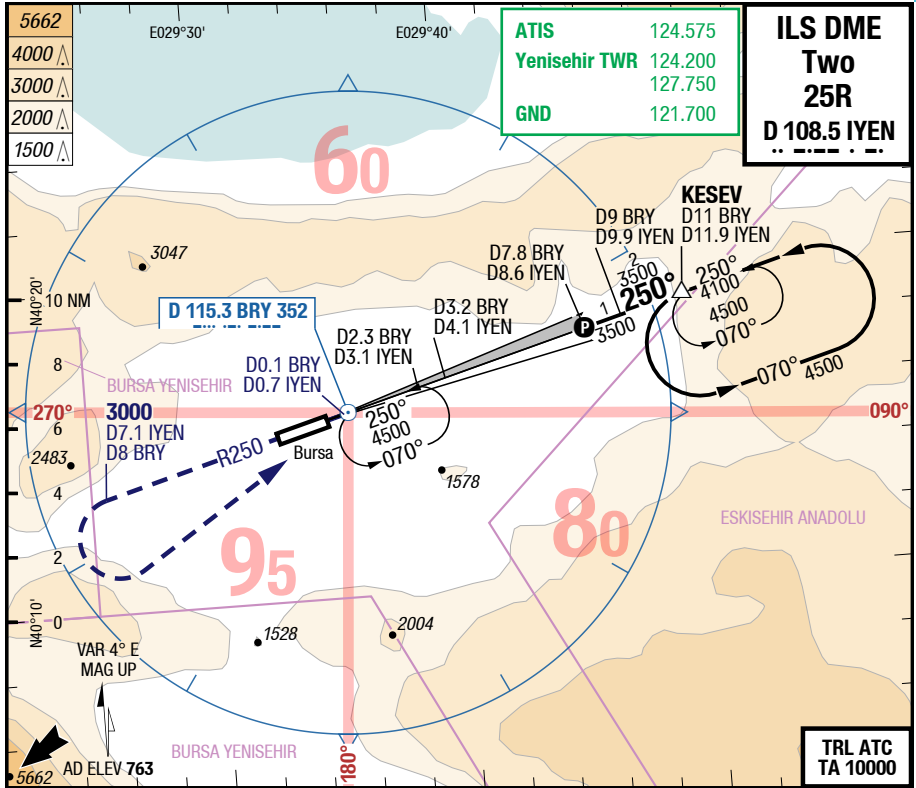 5662
4000
3000
2000
1500
E029°30'
E029°40'
ATIS 124.575
Yenisehir TWR 124.200
127.750
GND 121.700
ILS DME
Two
25R
D 108.5 IYEN
60
3047
KESEV
D11 BRY
D11.9 IYEN
D9 BRY
D9.9 IYEN
D7.8 BRY
D8.6 IYEN
2
3500
250°
1
3500
P
250°
4100
4500
070°
070° 4500
N40°20'
10 NM
D 115.3 BRY 352
D3.2 BRY
D4.1 IYEN
D2.3 BRY
D3.1 IYEN
D0.1 BRY
D0.7 IYEN
8
BURSA YENISEHIR
270°
090°
3000
D7.1 IYEN
D8 BRY
6
250°
4500
070°
R250
Bursa
2483
1578
4
95
80
ESKISEHIR ANADOLU
2
N40°10'
0
1528
2004
VAR 4° E
MAG UP
BURSA YENISEHIR
180°
AD ELEV 763
5662
TRL ATC
TA 10000